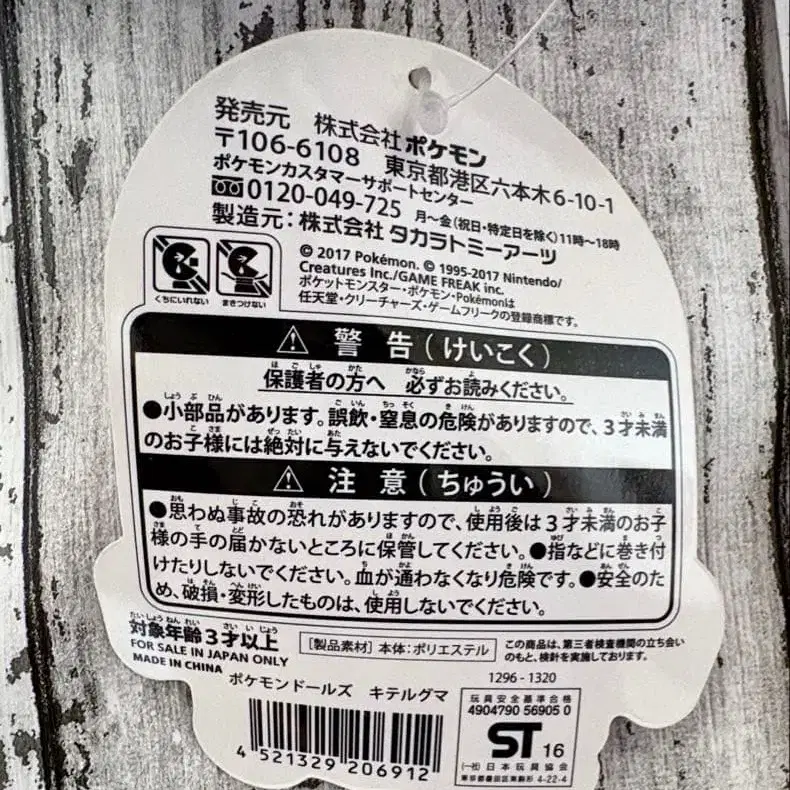 発売元　株式会社ポケモン
〒106-6108　東京都港区六本木6-10-1
ポケモンカスタマーサポートセンター
0120-049-725 月～金(祝日・特定日を除く)11時～18時
製造元：株式会社 タカラトミーアーツ
© 2017 Pokémon. © 1995-2017 Nintendo/
Creatures Inc./GAME FREAK inc.
ポケットモンスター・ポケモン・Pokémonは
任天堂・クリーチャーズ・ゲームフリークの登録商標です。
くちにいれない　まきつけない
警告(けいこく)
保護者の方へ　必ずお読みください。
●小部品があります。誤飲・窒息の危険がありますので、3才未満
のお子様には絶対に与えないでください。
注意(ちゅうい)
●思わぬ事故の恐れがありますので、使用後は3才未満のお子
様の手の届かないところに保管してください。●指などに巻き付
けたりしないでください。血が通わなくなり危険です。●安全のた
め、破損・変形したものは、使用しないでください。
対象年齢3才以上
FOR SALE IN JAPAN ONLY
MADE IN CHINA
[製品素材] 本体：ポリエステル
この商品は、第三者検査機関の立ち会い
のもと、検針を実施しております。
1296-1320
ポケモンドールズ　キテルグマ
4 521329 206912
玩具安全基準合格
4904790 56905 0
ST 16
(一社)日本玩具協会
東京都墨田区東駒形 4-22-4